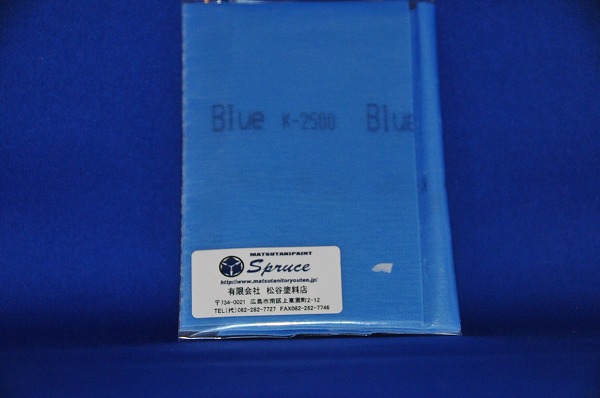 Blue K-2500 Blue
MATSUTANIPAINT
Spruce
http://www.matsutanitoryouten.jp/
有限会社 松谷塗料店
〒734-0021 広島市南区上東雲町2-12
TEL(代)082-282-7727 FAX082-282-7746